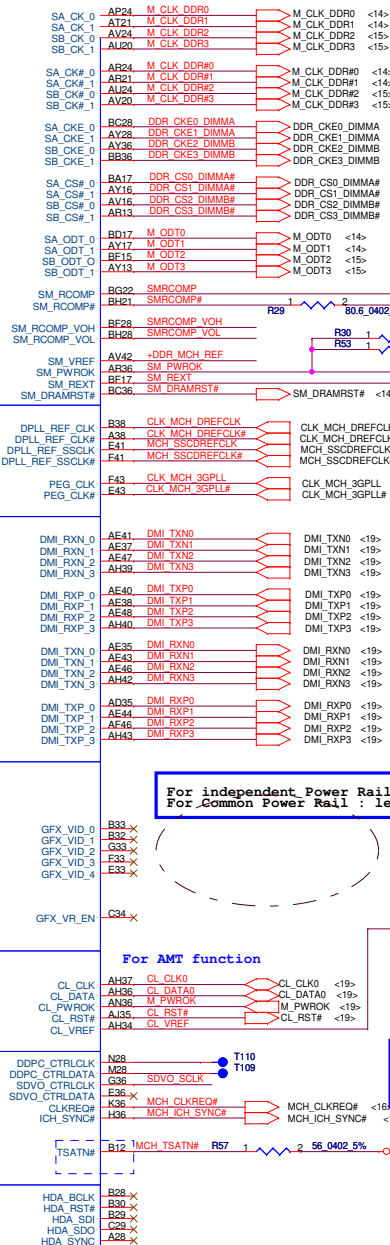 SA_CK_0 AP24 M_CLK_DDR0 M_CLK_DDR0 <14>
SA_CK_1 AT21 M_CLK_DDR1 M_CLK_DDR1 <14>
SB_CK_0 AV24 M_CLK_DDR2 M_CLK_DDR2 <15>
SB_CK_1 AU20 M_CLK_DDR3 M_CLK_DDR3 <15>
SA_CK#_0 AR24 M_CLK_DDR#0 M_CLK_DDR#0 <14>
SA_CK#_1 AR21 M_CLK_DDR#1 M_CLK_DDR#1 <14>
SB_CK#_0 AU24 M_CLK_DDR#2 M_CLK_DDR#2 <15>
SB_CK#_1 AV20 M_CLK_DDR#3 M_CLK_DDR#3 <15>
SA_CKE_0 BC28 DDR_CKE0_DIMMA DDR_CKE0_DIMMA
SA_CKE_1 AY28 DDR_CKE1_DIMMA DDR_CKE1_DIMMA
SB_CKE_0 AY36 DDR_CKE2_DIMMB DDR_CKE2_DIMMB
SB_CKE_1 BB36 DDR_CKE3_DIMMB DDR_CKE3_DIMMB
SA_CS#_0 BA17 DDR_CS0_DIMMA# DDR_CS0_DIMMA#
SA_CS#_1 AY16 DDR_CS1_DIMMA# DDR_CS1_DIMMA#
SB_CS#_0 AV16 DDR_CS2_DIMMB# DDR_CS2_DIMMB#
SB_CS#_1 AR13 DDR_CS3_DIMMB# DDR_CS3_DIMMB#
SA_ODT_0 BD17 M_ODT0 M_ODT0 <14>
SA_ODT_1 AY17 M_ODT1 M_ODT1 <14>
SB_ODT_O BF15 M_ODT2 M_ODT2 <15>
SB_ODT_1 AY13 M_ODT3 M_ODT3 <15>
SM_RCOMP BG22 SMRCOMP
SM_RCOMP# BH21 SMRCOMP# R29 1 2 80.6_0402_
SM_RCOMP_VOH BF28 SMRCOMP_VOH
SM_RCOMP_VOL BH28 SMRCOMP_VOL R30 1
R53 1
SM_VREF AV42 +DDR_MCH_REF
SM_PWROK AR36 SM_PWROK
SM_REXT BF17 SM_REXT
SM_DRAMRST# BC36 SM_DRAMRST# SM_DRAMRST# <14
DPLL_REF_CLK B38 CLK_MCH_DREFCLK CLK_MCH_DREFCLK
DPLL_REF_CLK# A38 CLK_MCH_DREFCLK# CLK_MCH_DREFCLK
DPLL_REF_SSCLK E41 MCH_SSCDREFCLK MCH_SSCDREFCLK
DPLL_REF_SSCLK# F41 MCH_SSCDREFCLK# MCH_SSCDREFCLK
PEG_CLK F43 CLK_MCH_3GPLL CLK_MCH_3GPLL
PEG_CLK# E43 CLK_MCH_3GPLL# CLK_MCH_3GPLL#
DMI_RXN_0 AE41 DMI_TXN0 DMI_TXN0 <19>
DMI_RXN_1 AE37 DMI_TXN1 DMI_TXN1 <19>
DMI_RXN_2 AE47 DMI_TXN2 DMI_TXN2 <19>
DMI_RXN_3 AH39 DMI_TXN3 DMI_TXN3 <19>
DMI_RXP_0 AE40 DMI_TXP0 DMI_TXP0 <19>
DMI_RXP_1 AE38 DMI_TXP1 DMI_TXP1 <19>
DMI_RXP_2 AE48 DMI_TXP2 DMI_TXP2 <19>
DMI_RXP_3 AH40 DMI_TXP3 DMI_TXP3 <19>
DMI_TXN_0 AE35 DMI_RXN0 DMI_RXN0 <19>
DMI_TXN_1 AE43 DMI_RXN1 DMI_RXN1 <19>
DMI_TXN_2 AE46 DMI_RXN2 DMI_RXN2 <19>
DMI_TXN_3 AH42 DMI_RXN3 DMI_RXN3 <19>
DMI_TXP_0 AD35 DMI_RXP0 DMI_RXP0 <19>
DMI_TXP_1 AE44 DMI_RXP1 DMI_RXP1 <19>
DMI_TXP_2 AF46 DMI_RXP2 DMI_RXP2 <19>
DMI_TXP_3 AH43 DMI_RXP3 DMI_RXP3 <19>
For independent Power Rail
For Common Power Rail : le
GFX_VID_0 B33
GFX_VID_1 B32
GFX_VID_2 G33
GFX_VID_3 F33
GFX_VID_4 E33
GFX_VR_EN C34
For AMT function
CL_CLK AH37 CL_CLK0 CL_CLK0 <19>
CL_DATA AH36 CL_DATA0 CL_DATA0 <19>
CL_PWROK AN36 M_PWROK M_PWROK <19>
CL_RST# AJ35 CL_RST# CL_RST# <19>
CL_VREF AH34 CL_VREF
DDPC_CTRLCLK N28 T110
DDPC_CTRLDATA M28 T109
SDVO_CTRLCLK G36 SDVO_SCLK
SDVO_CTRLDATA E36
CLKREQ# K36 MCH_CLKREQ# MCH_CLKREQ# <16
ICH_SYNC# H36 MCH_ICH_SYNC# MCH_ICH_SYNC# <
TSATN# B12 MCH_TSATN# R57 1 2 56_0402_5%
HDA_BCLK B28
HDA_RST# B30
HDA_SDI B29
HDA_SDO C29
HDA_SYNC A28